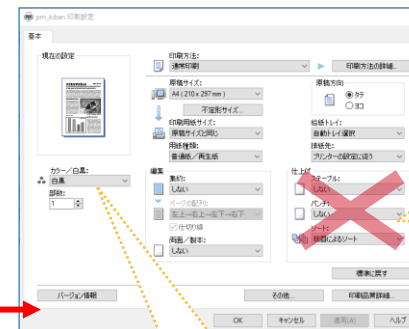 prn_kiban 印刷設定
基本
現在の設定
印刷方法:
通常印刷
印刷方法の詳細...
原稿サイズ:
A4 ( 210 x 297 mm )
不定形サイズ...
原稿方向
タテ
ヨコ
印刷用紙サイズ:
原稿サイズと同じ
用紙種類:
普通紙／再生紙
給紙トレイ:
自動トレイ選択
排紙先:
プリンターの設定に従う
カラー／白黒:
白黒
部数:
1
編集
集約:
しない
ページの配列:
左上→右上→左下→右下
仕切り線
両面／製本:
しない
仕上げ
ステープル:
しない
パンチ:
しない
ソート:
機器によるソート
標準に戻す
バージョン情報
その他...
印刷品質詳細...
OK
キャンセル
適用(A)
ヘルプ